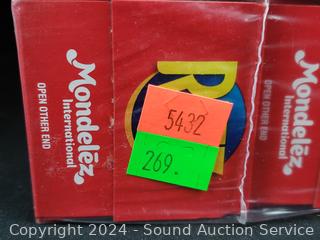 Mondelēz
International
OPEN OTHER END
R
5432
269.
Mondelēz
International
OPEN OTHER END
Copyright 2024 - Sound Auction Service